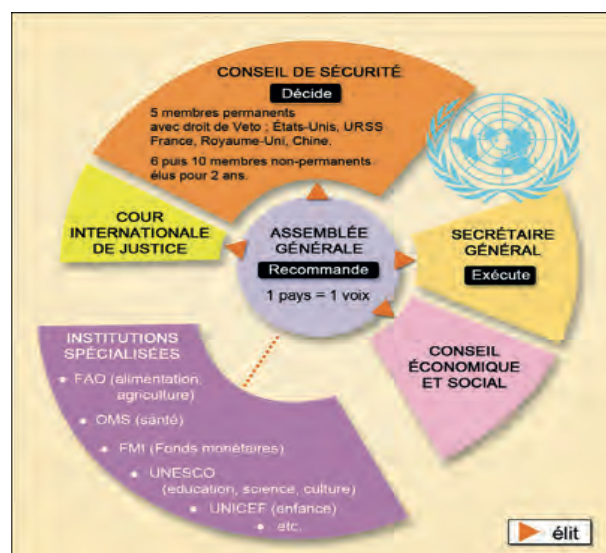 CONSEIL DE SÉCURITÉ
Décide
5 membres permanents
avec droit de Veto : États-Unis, URSS
France, Royaume-Uni, Chine.
6 puis 10 membres non-permanents
élus pour 2 ans.
COUR
INTERNATIONALE
DE JUSTICE
ASSEMBLÉE
GÉNÉRALE
Recommande
1 pays = 1 voix
SECRÉTAIRE
GÉNÉRAL
Exécute
CONSEIL
ÉCONOMIQUE
ET SOCIAL
INSTITUTIONS
SPÉCIALISÉES
• FAO (alimentation,
agriculture)
• OMS (santé)
• FMI (Fonds monétaires)
• UNESCO
(éducation, science, culture)
• UNICEF (enfance)
• etc.
élit